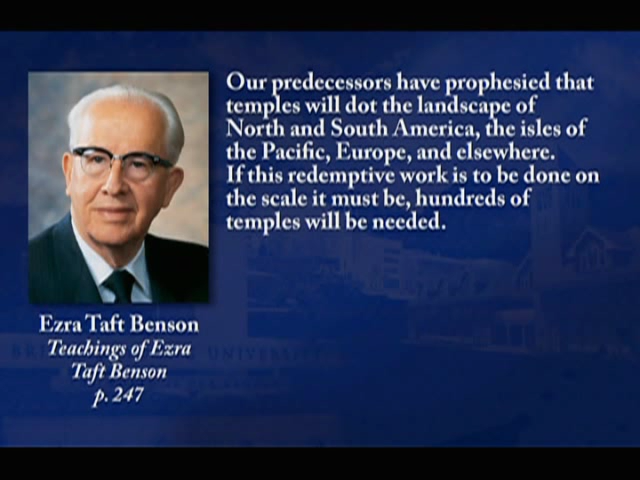 Our predecessors have prophesied that
temples will dot the landscape of
North and South America, the isles of
the Pacific, Europe, and elsewhere.
If this redemptive work is to be done on
the scale it must be, hundreds of
temples will be needed.
Ezra Taft Benson
Teachings of Ezra
Taft Benson
p. 247
UNIVERSITY